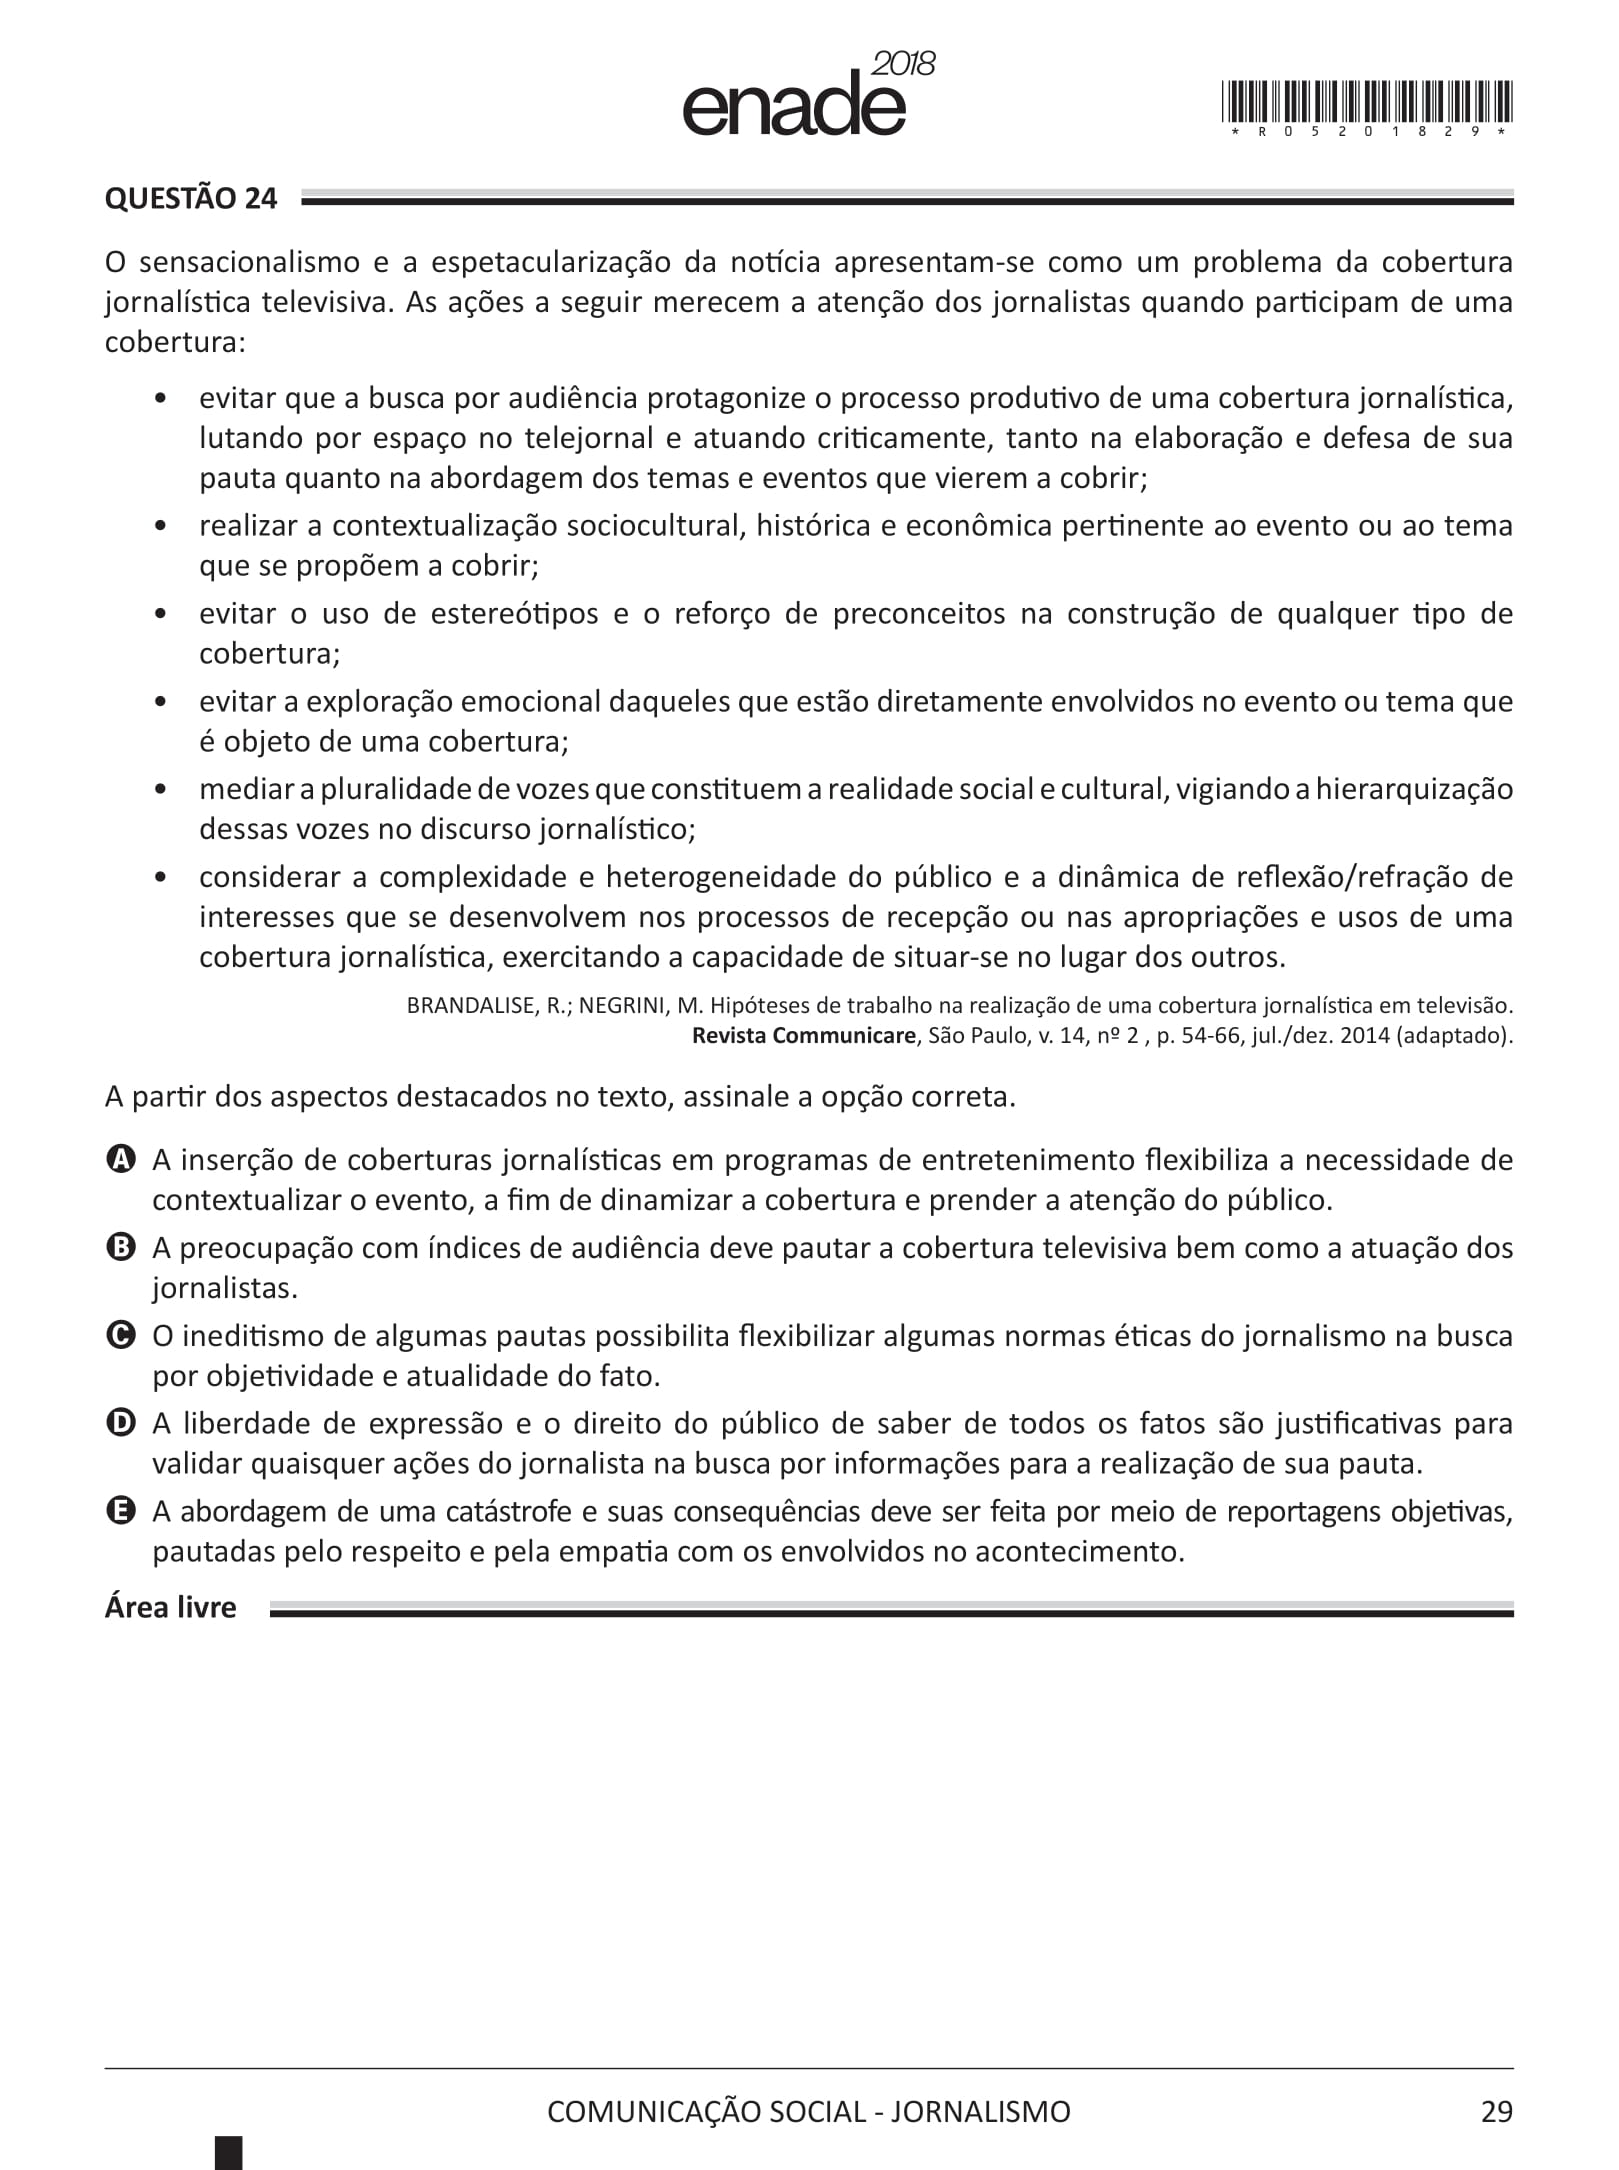 enade 2018
*R05201829*
QUESTÃO 24
O sensacionalismo e a espetacularização da notícia apresentam-se como um problema da cobertura
jornalística televisiva. As ações a seguir merecem a atenção dos jornalistas quando participam de uma
cobertura:
• evitar que a busca por audiência protagonize o processo produtivo de uma cobertura jornalística,
lutando por espaço no telejornal e atuando criticamente, tanto na elaboração e defesa de sua
pauta quanto na abordagem dos temas e eventos que vierem a cobrir;
• realizar a contextualização sociocultural, histórica e econômica pertinente ao evento ou ao tema
que se propõem a cobrir;
• evitar o uso de estereótipos e o reforço de preconceitos na construção de qualquer tipo de
cobertura;
• evitar a exploração emocional daqueles que estão diretamente envolvidos no evento ou tema que
é objeto de uma cobertura;
• mediar a pluralidade de vozes que constituem a realidade social e cultural, vigiando a hierarquização
dessas vozes no discurso jornalístico;
• considerar a complexidade e heterogeneidade do público e a dinâmica de reflexão/refração de
interesses que se desenvolvem nos processos de recepção ou nas apropriações e usos de uma
cobertura jornalística, exercitando a capacidade de situar-se no lugar dos outros.
BRANDALISE, R.; NEGRINI, M. Hipóteses de trabalho na realização de uma cobertura jornalística em televisão.
Revista Communicare, São Paulo, v. 14, nº 2 , p. 54-66, jul./dez. 2014 (adaptado).
A partir dos aspectos destacados no texto, assinale a opção correta.
A A inserção de coberturas jornalísticas em programas de entretenimento flexibiliza a necessidade de
contextualizar o evento, a fim de dinamizar a cobertura e prender a atenção do público.
B A preocupação com índices de audiência deve pautar a cobertura televisiva bem como a atuação dos
jornalistas.
C O ineditismo de algumas pautas possibilita flexibilizar algumas normas éticas do jornalismo na busca
por objetividade e atualidade do fato.
D A liberdade de expressão e o direito do público de saber de todos os fatos são justificativas para
validar quaisquer ações do jornalista na busca por informações para a realização de sua pauta.
E A abordagem de uma catástrofe e suas consequências deve ser feita por meio de reportagens objetivas,
pautadas pelo respeito e pela empatia com os envolvidos no acontecimento.
Área livre
COMUNICAÇÃO SOCIAL - JORNALISMO
29